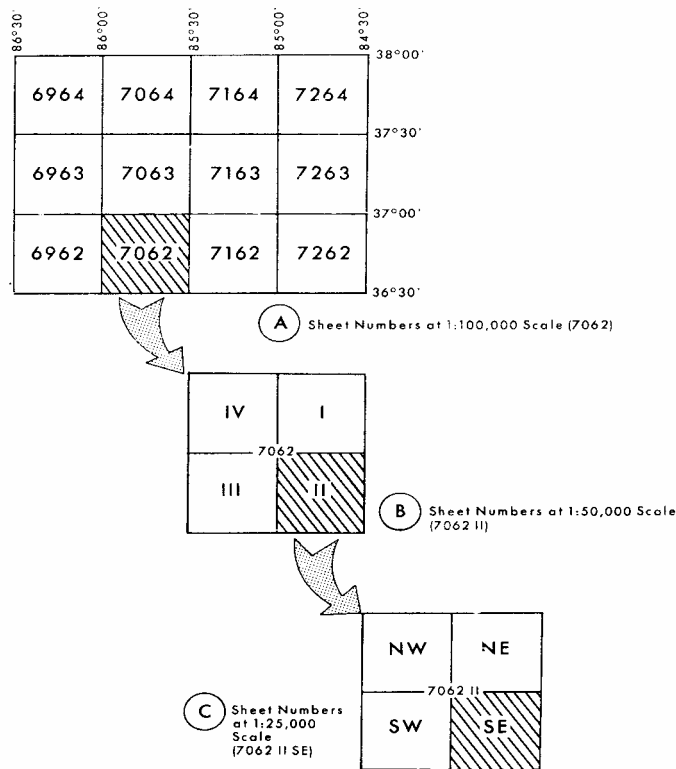 86°30' 86°00' 85°30' 85°00' 84°30'
38°00'
6964 7064 7164 7264
37°30'
6963 7063 7163 7263
37°00'
6962 7062 7162 7262
36°30'
A Sheet Numbers at 1:100,000 Scale (7062)
IV I
7062
III II
B Sheet Numbers at 1:50,000 Scale
(7062 II)
NW NE
7062 II
SW SE
C Sheet Numbers
at 1:25,000
Scale
(7062 II SE)